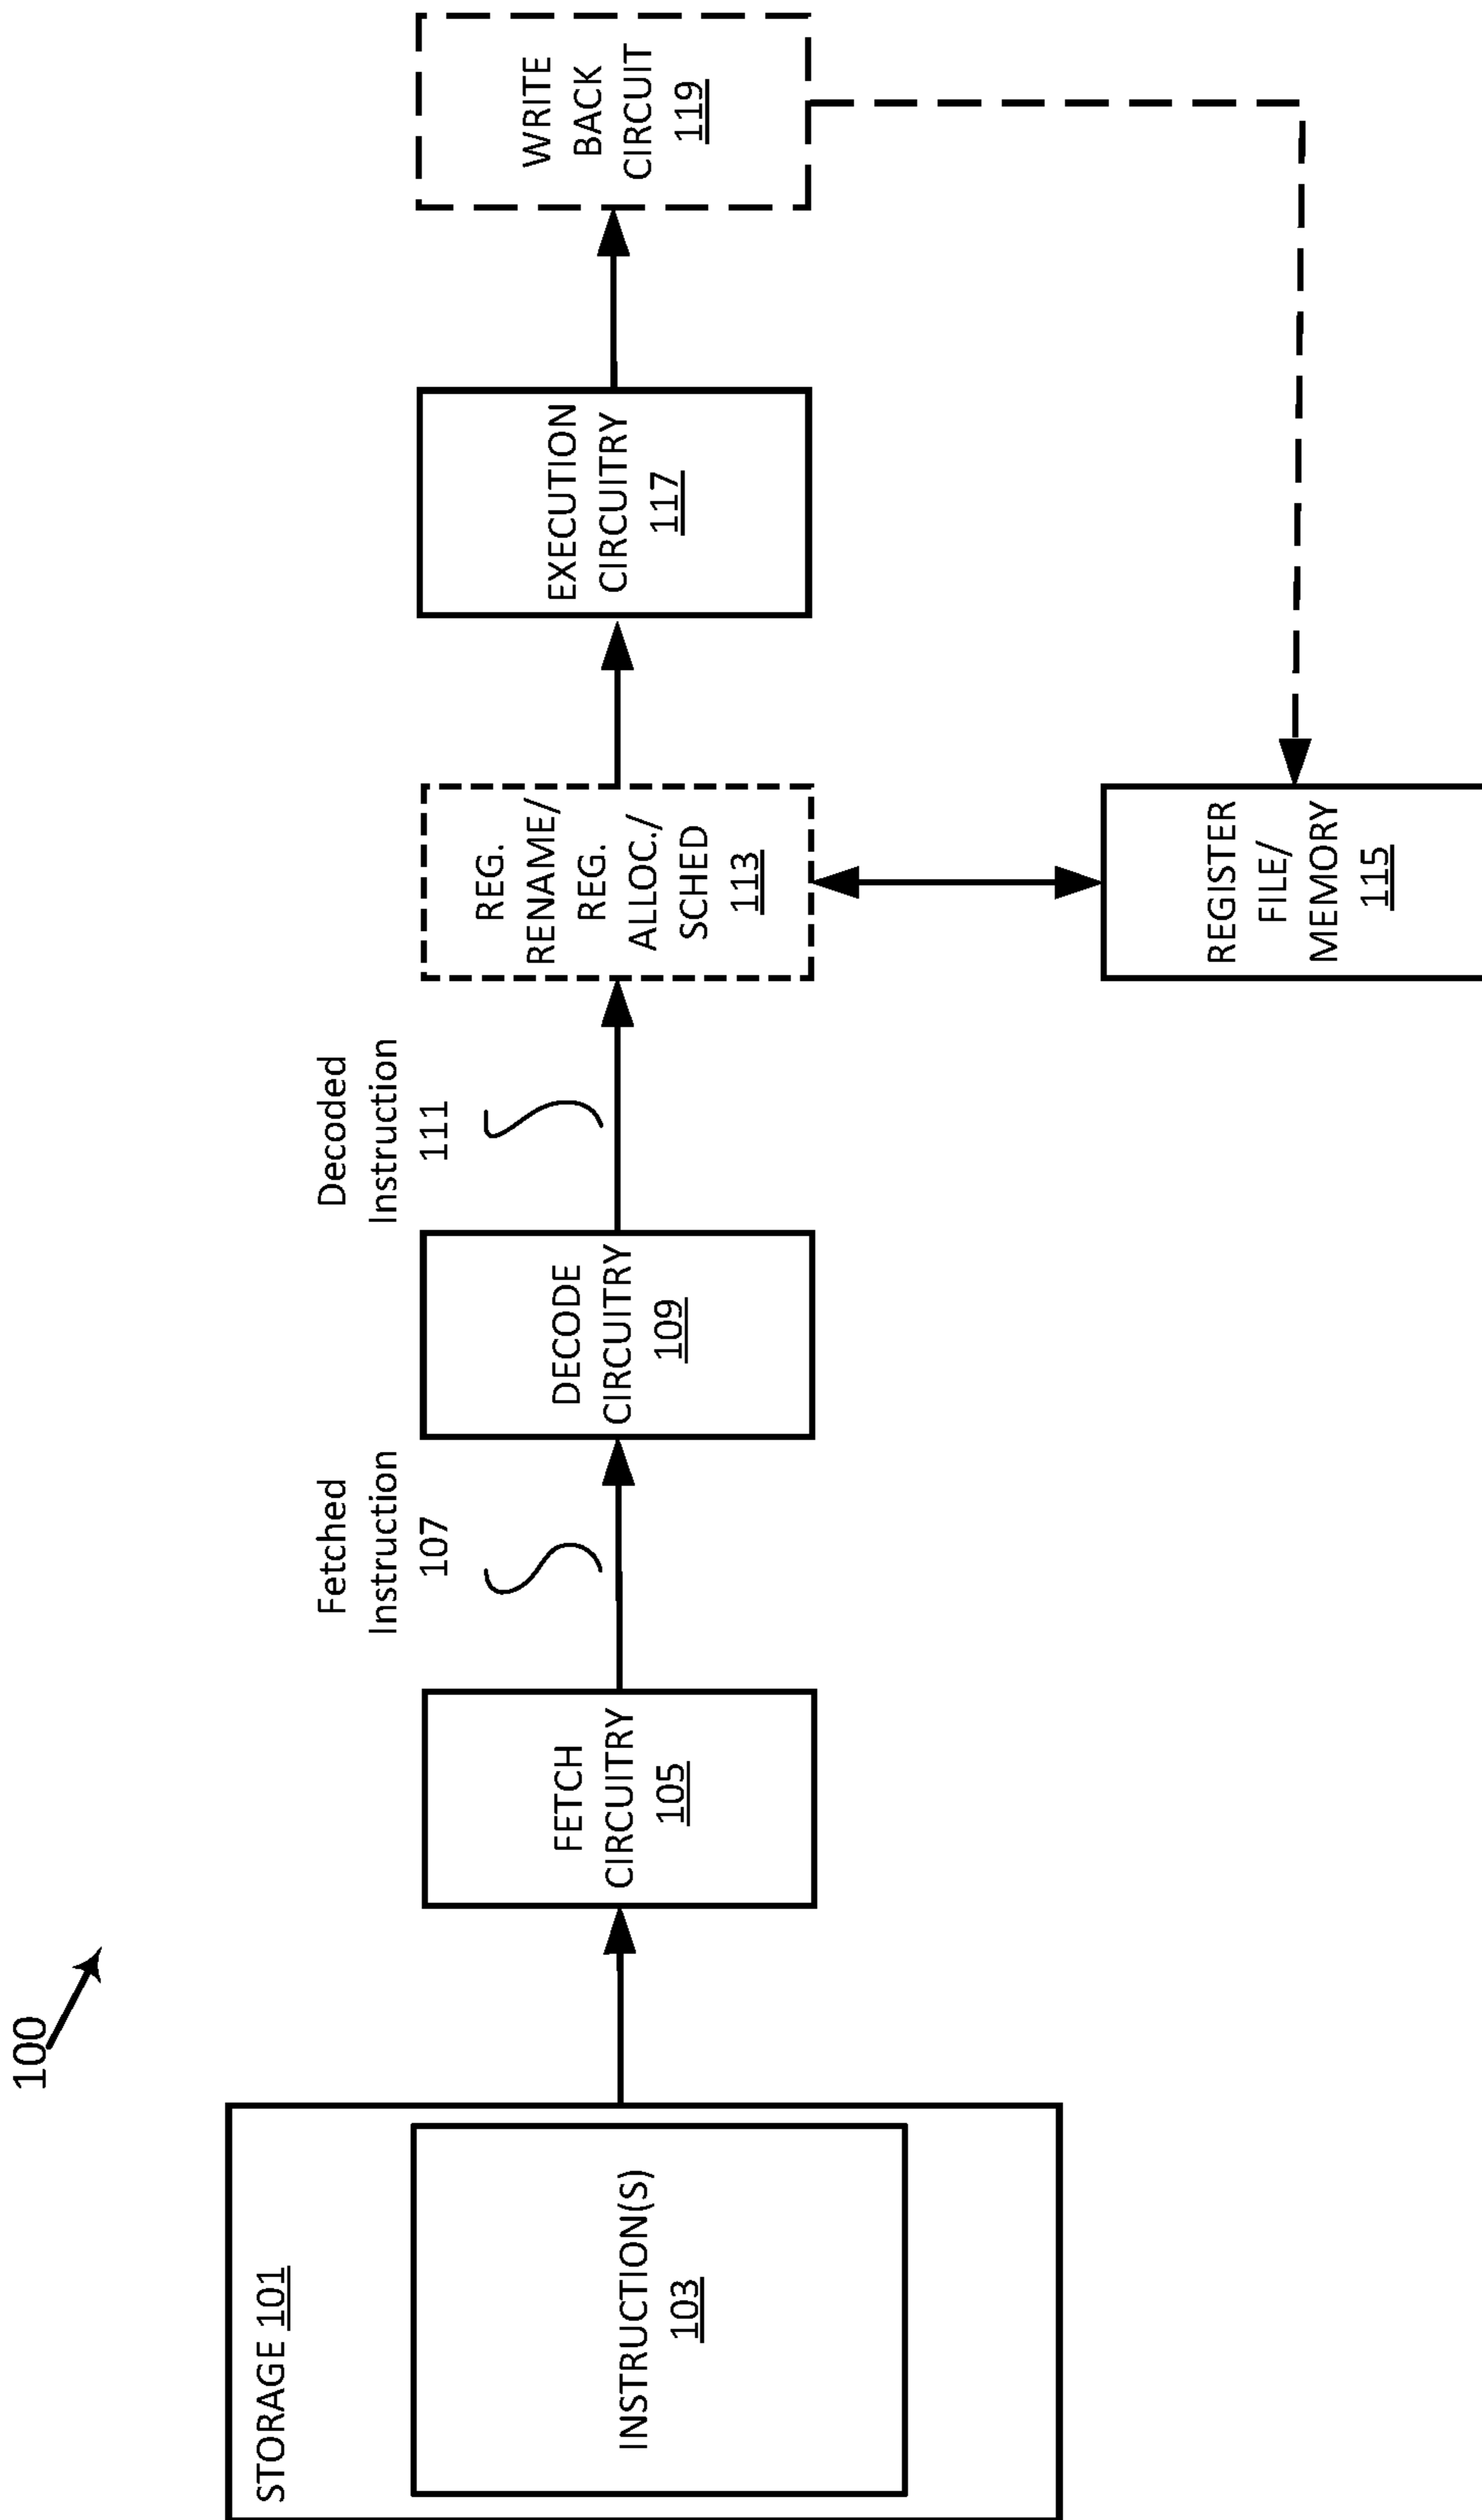 100
STORAGE 101
INSTRUCTION(S)
103
FETCH
CIRCUITRY
105
Fetched
Instruction
107
DECODE
CIRCUITRY
109
Decoded
Instruction
111
REG.
RENAME/
REG.
ALLOC./
SCHED
113
REGISTER
FILE/
MEMORY
115
EXECUTION
CIRCUITRY
117
WRITE
BACK
CIRCUIT
119